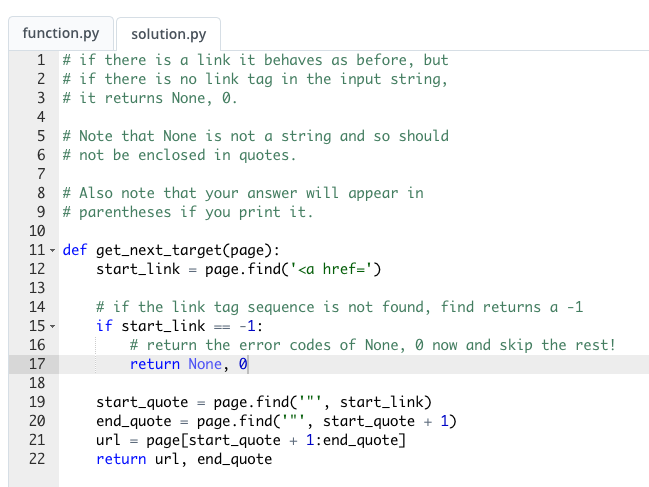 function.py solution.py
1 # if there is a link it behaves as before, but
2 # if there is no link tag in the input string,
3 # it returns None, 0.
4
5 # Note that None is not a string and so should
6 # not be enclosed in quotes.
7
8 # Also note that your answer will appear in
9 # parentheses if you print it.
10
11 def get_next_target(page):
12     start_link = page.find('<a href=')
13
14     # if the link tag sequence is not found, find returns a -1
15     if start_link == -1:
16         # return the error codes of None, 0 now and skip the rest!
17         return None, 0
18
19     start_quote = page.find('"', start_link)
20     end_quote = page.find('"', start_quote + 1)
21     url = page[start_quote + 1:end_quote]
22     return url, end_quote